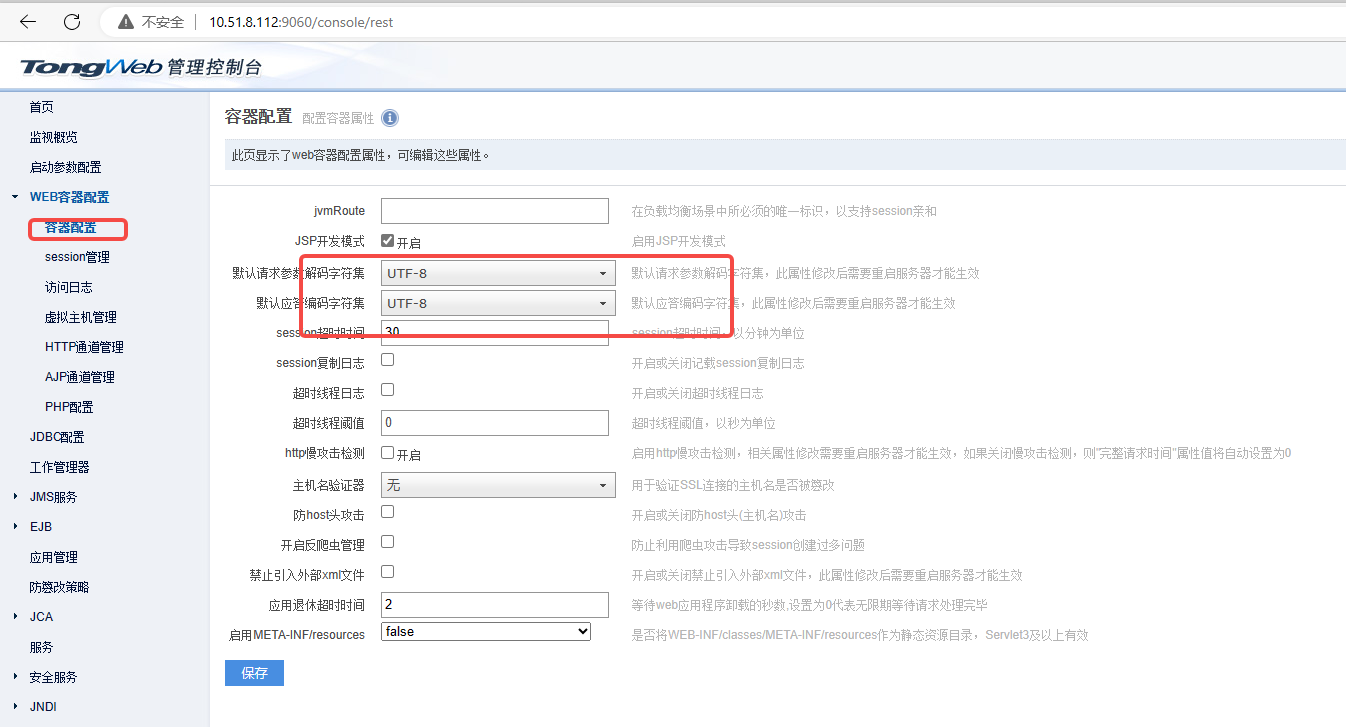 不安全 10.51.8.112:9060/console/rest
TongWeb 管理控制台
首页
监视概览
启动参数配置
WEB容器配置
容器配置
session管理
访问日志
虚拟主机管理
HTTP通道管理
AJP通道管理
PHP配置
JDBC配置
工作管理器
JMS服务
EJB
应用管理
防篡改策略
JCA
服务
安全服务
JNDI
容器配置 配置容器属性
此页显示了web容器配置属性，可编辑这些属性。
jvmRoute 在负载均衡场景中所必须的唯一标识，以支持session亲和
JSP开发模式 开启 启用JSP开发模式
默认请求参数解码字符集 UTF-8 默认请求参数解码字符集，此属性修改后需要重启服务器才能生效
默认应答编码字符集 UTF-8 默认应答编码字符集，此属性修改后需要重启服务器才能生效
session超时时间 30 session超时时间，以分钟为单位
session复制日志 开启或关闭记载session复制日志
超时线程日志 开启或关闭超时线程日志
超时线程阈值 0 超时线程阈值，以秒为单位
http慢攻击检测 开启 启用http慢攻击检测，相关属性修改需要重启服务器才能生效，如果关闭慢攻击检测，则"完整请求时间"属性值将自动设置为0
主机名验证器 无 用于验证SSL连接的主机名是否被篡改
防host头攻击 开启或关闭防host头(主机名)攻击
开启反爬虫管理 防止利用爬虫攻击导致session创建过多问题
禁止引入外部xml文件 开启或关闭禁止引入外部xml文件，此属性修改后需要重启服务器才能生效
应用退休超时时间 2 等待web应用程序卸载的秒数,设置为0代表无限期等待请求处理完毕
启用META-INF/resources false 是否将WEB-INF/classes/META-INF/resources作为静态资源目录，Servlet3及以上有效
保存